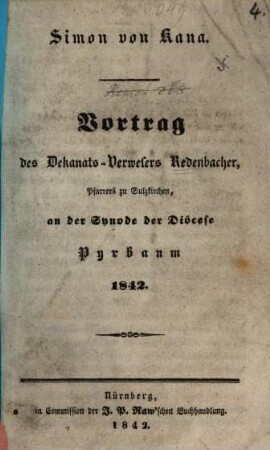 4.
Simon von Kana.
Vortrag
des Dekanats-Verwesers Redenbacher,
Pfarrers zu Sulzkirchen,
an der Synode der Diöcese
Pyrbaum
1842.
Nürnberg,
in Commission der J. P. Raw'schen Buchhandlung.
1842.